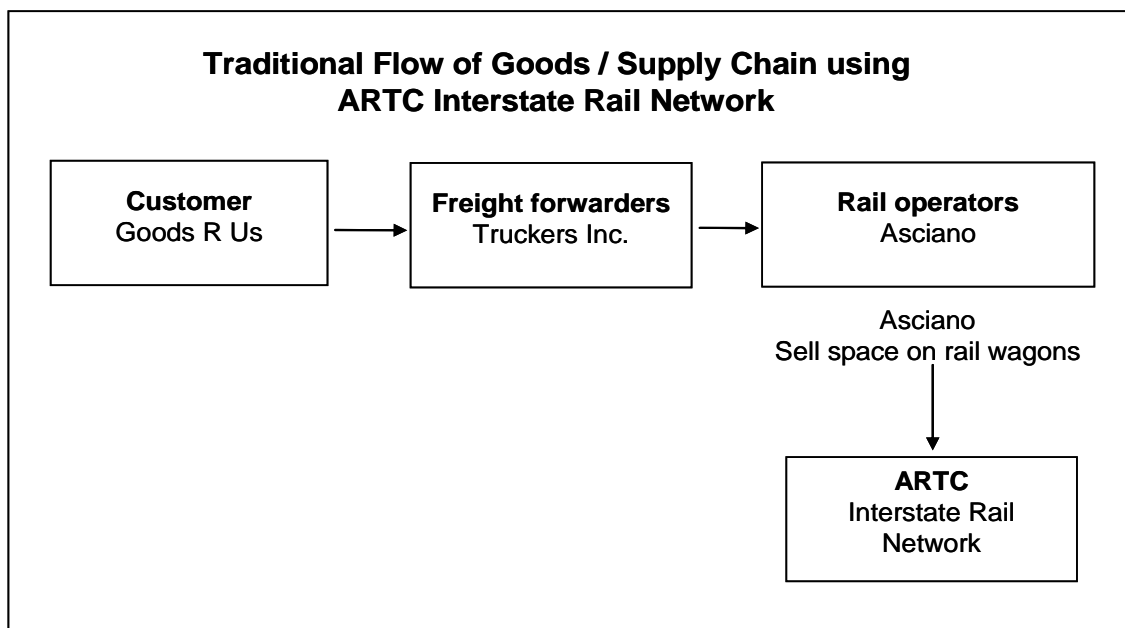 Traditional Flow of Goods / Supply Chain using
ARTC Interstate Rail Network
Customer
Goods R Us
Freight forwarders
Truckers Inc.
Rail operators
Asciano
Asciano
Sell space on rail wagons
ARTC
Interstate Rail
Network